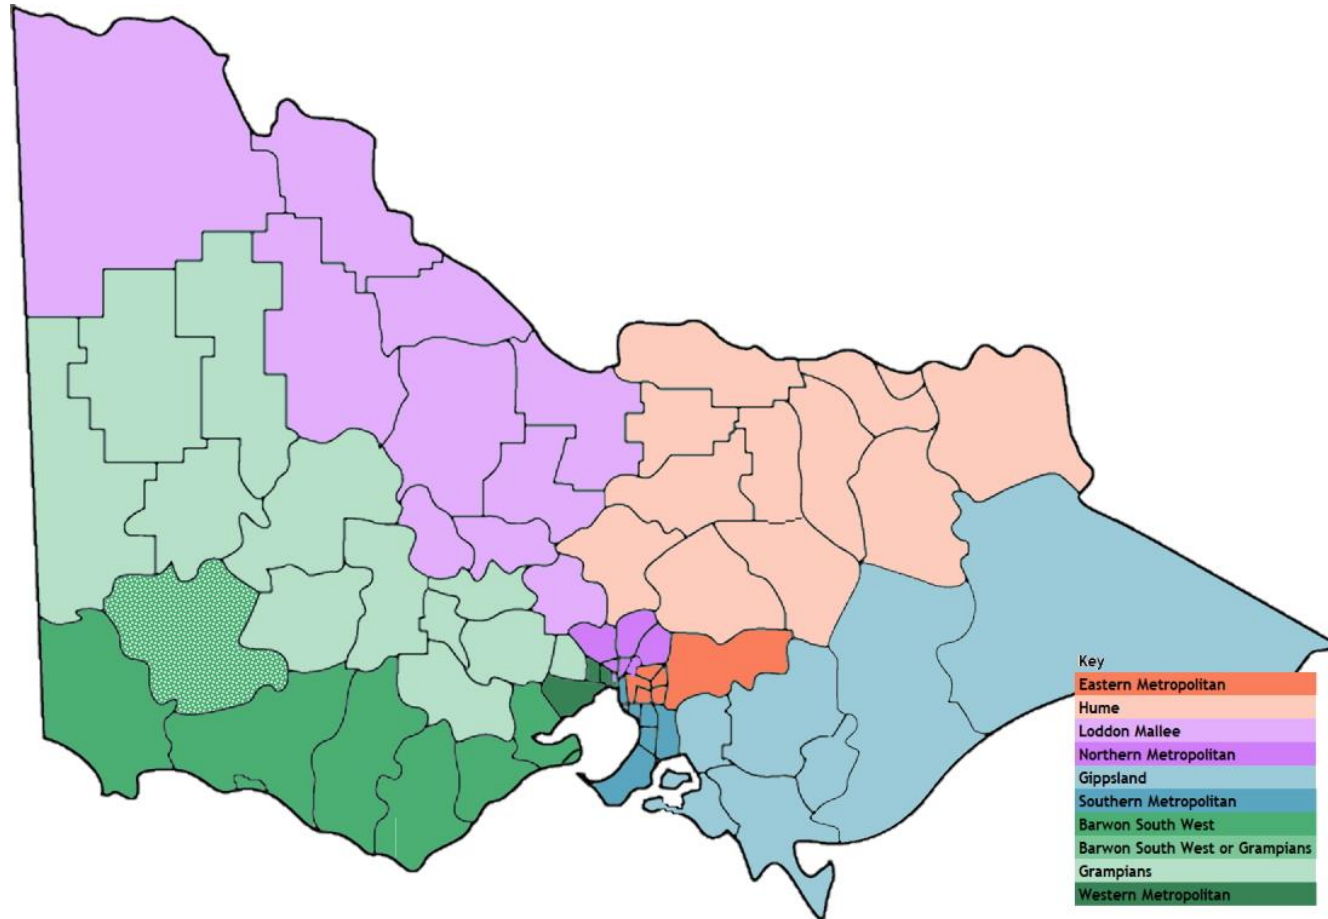 Key
Eastern Metropolitan
Hume
Loddon Mallee
Northern Metropolitan
Gippsland
Southern Metropolitan
Barwon South West
Barwon South West or Grampians
Grampians
Western Metropolitan